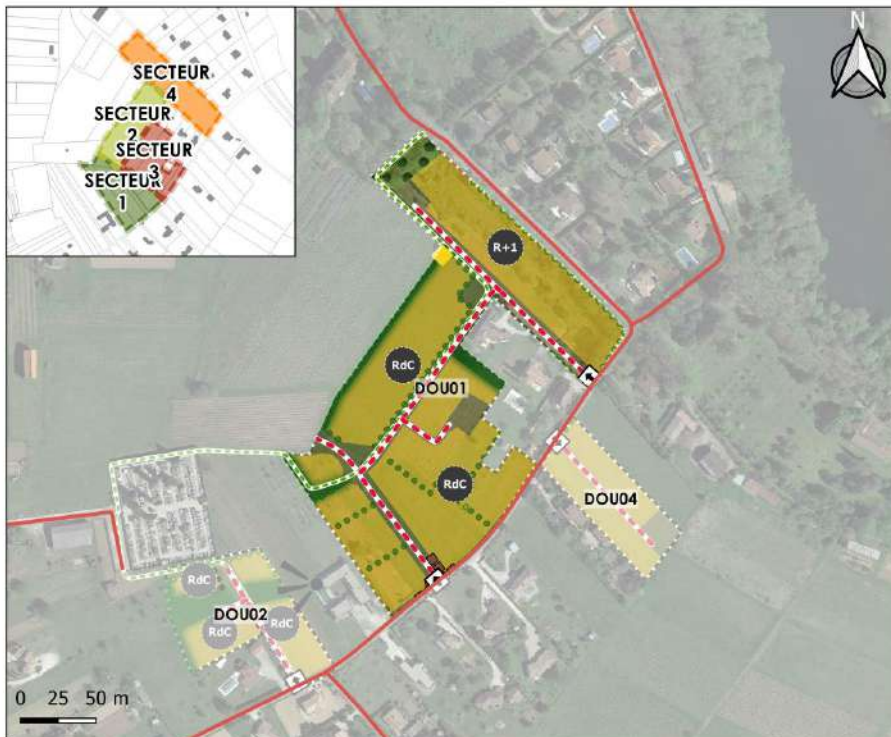 SECTEUR
4
SECTEUR
2
SECTEUR
3
SECTEUR
1
N
R+1
RdC
DOU01
RdC
DOU04
RdC
DOU02
RdC
RdC
0 25 50 m